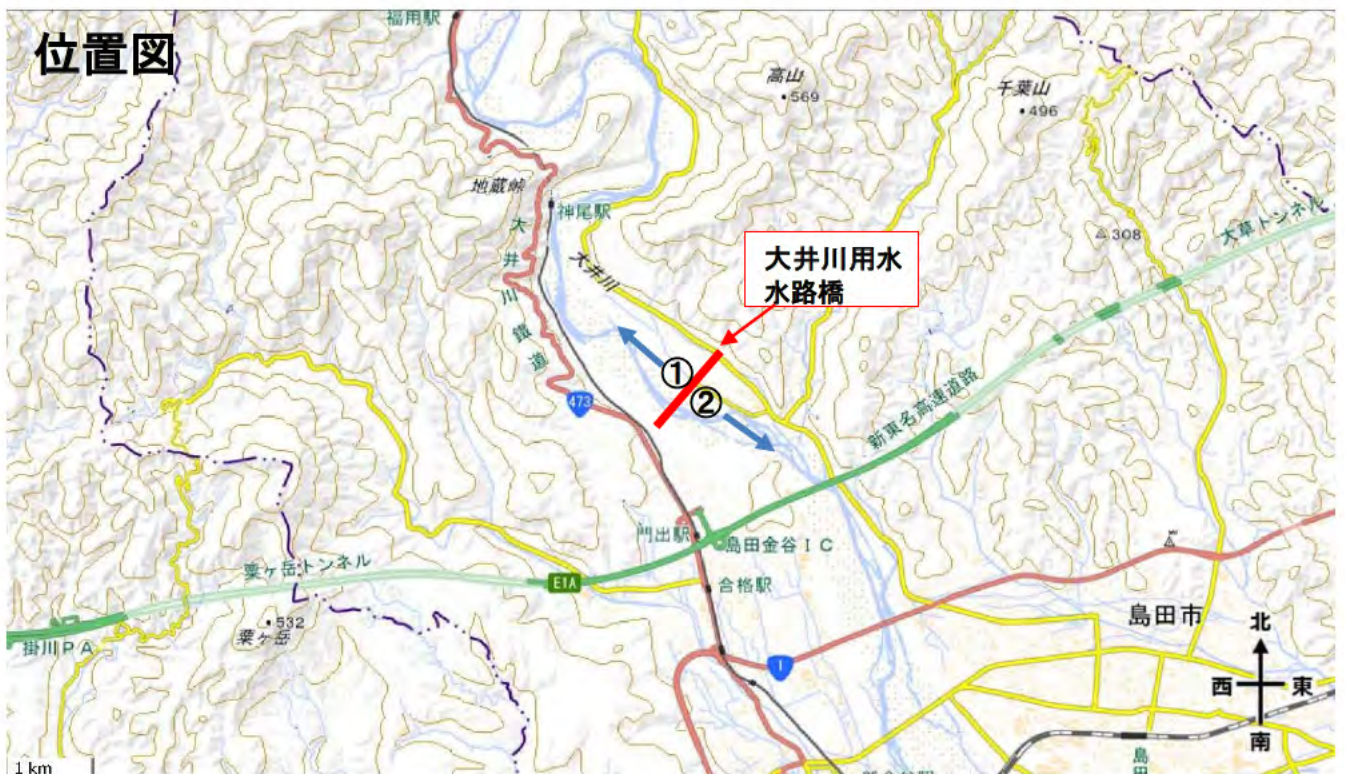 位置図
福用駅
高山
・569
千葉山
・496
地蔵峠
神尾駅
大井川鐵道
大井川
大井川用水
水路橋
308
大草トンネル
①
②
473
新東名高速道路
門出駅
島田金谷IC
粟ヶ岳トンネル
E1A
合格駅
・532
粟ヶ岳
掛川PA
島田市
1
北
西
東
南
島田
1km